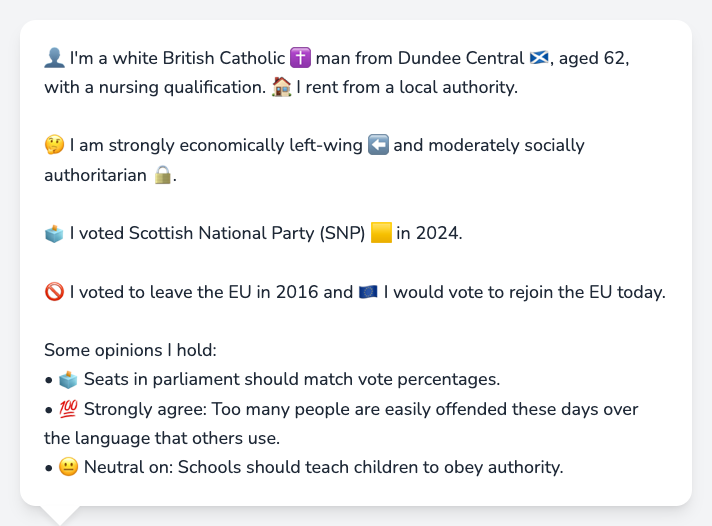 👤 I'm a white British Catholic ✝️ man from Dundee Central 🏴󠁧󠁢󠁳󠁣󠁴󠁿, aged 62,
with a nursing qualification. 🏠 I rent from a local authority.
🤔 I am strongly economically left-wing ⬅️ and moderately socially
authoritarian 🔒.
🗳️ I voted Scottish National Party (SNP) 🟨 in 2024.
🚫 I voted to leave the EU in 2016 and 🇪🇺 I would vote to rejoin the EU today.
Some opinions I hold:
• 🗳️ Seats in parliament should match vote percentages.
• 💯 Strongly agree: Too many people are easily offended these days over
the language that others use.
• 😐 Neutral on: Schools should teach children to obey authority.